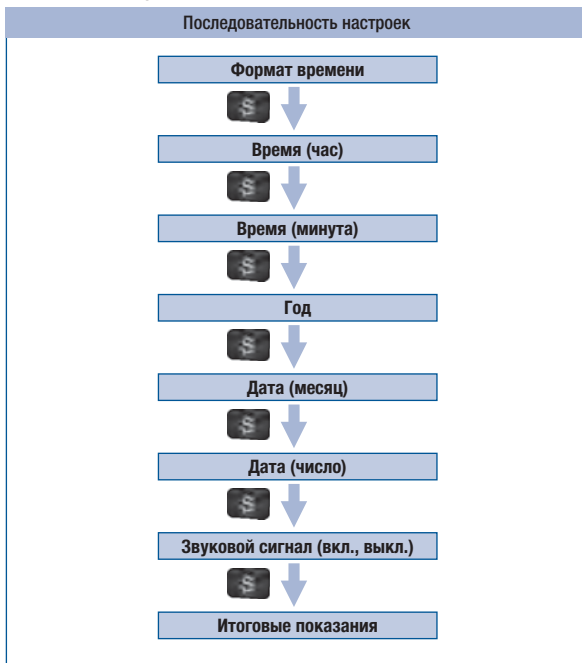 Последовательность настроек
Формат времени
S
Время (час)
S
Время (минута)
S
Год
S
Дата (месяц)
S
Дата (число)
S
Звуковой сигнал (вкл., выкл.)
S
Итоговые показания